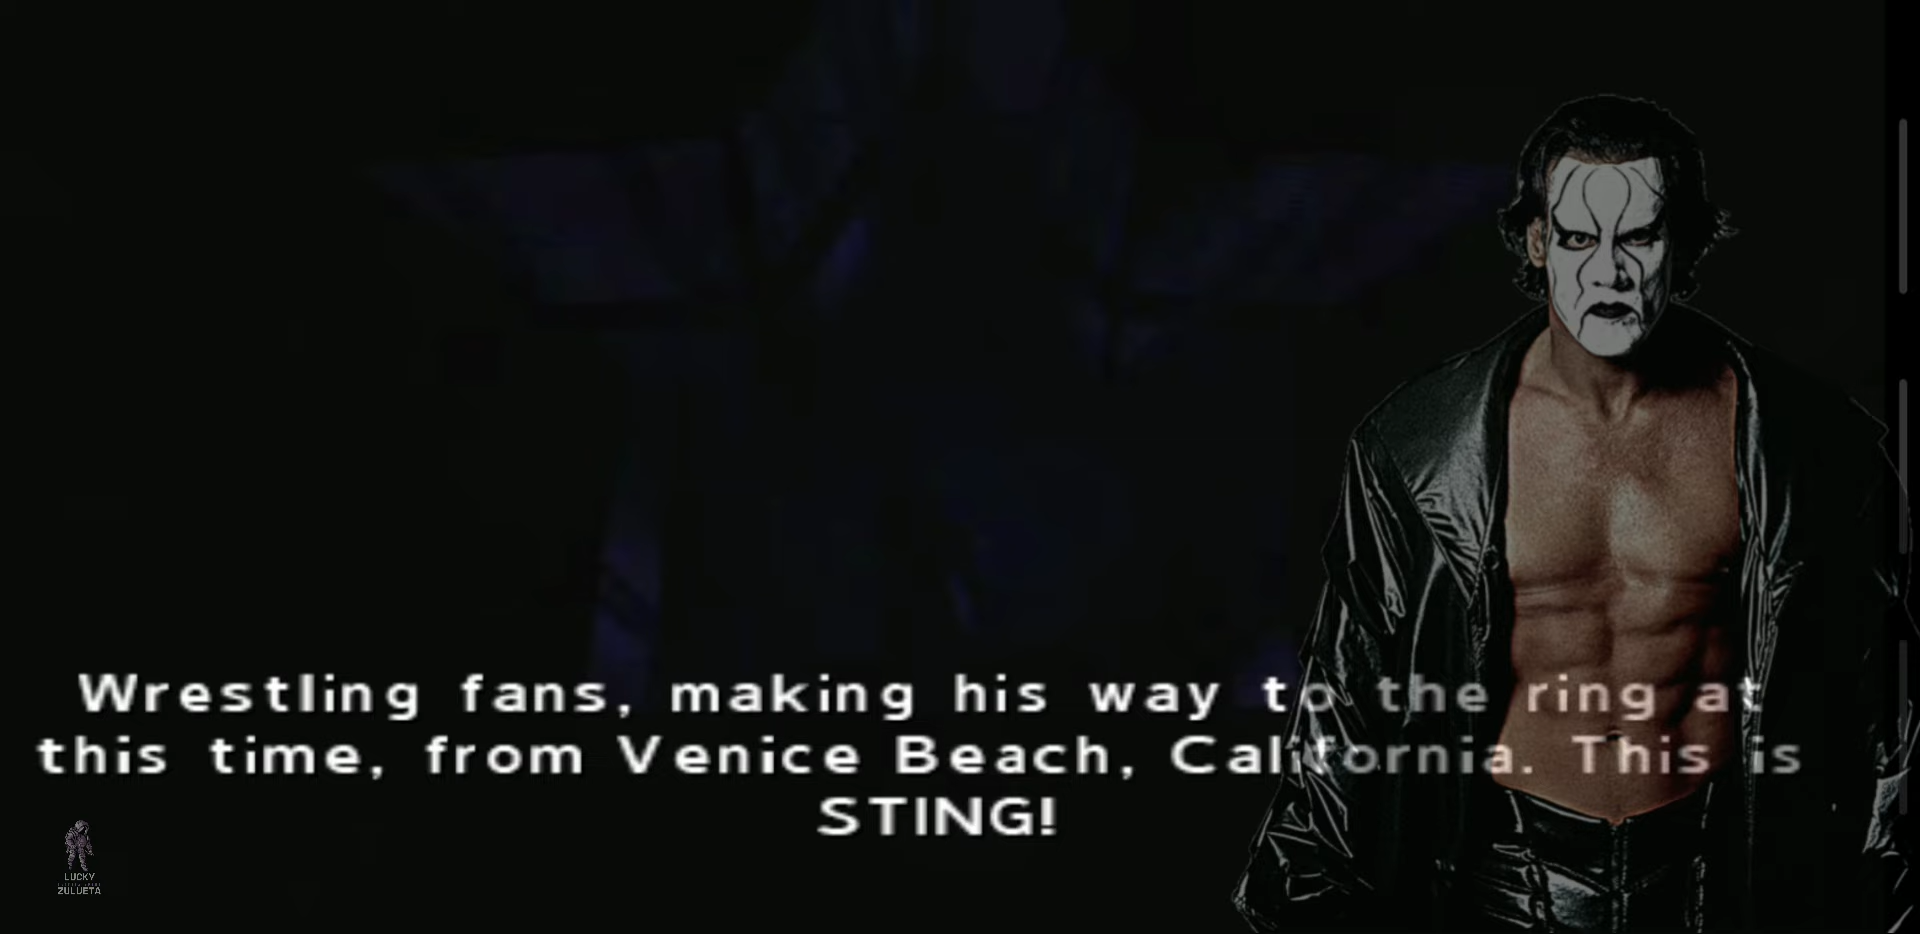 Wrestling fans, making his way to the ring at
this time, from Venice Beach, California. This is
STING!
LUCKY
ZULUETA